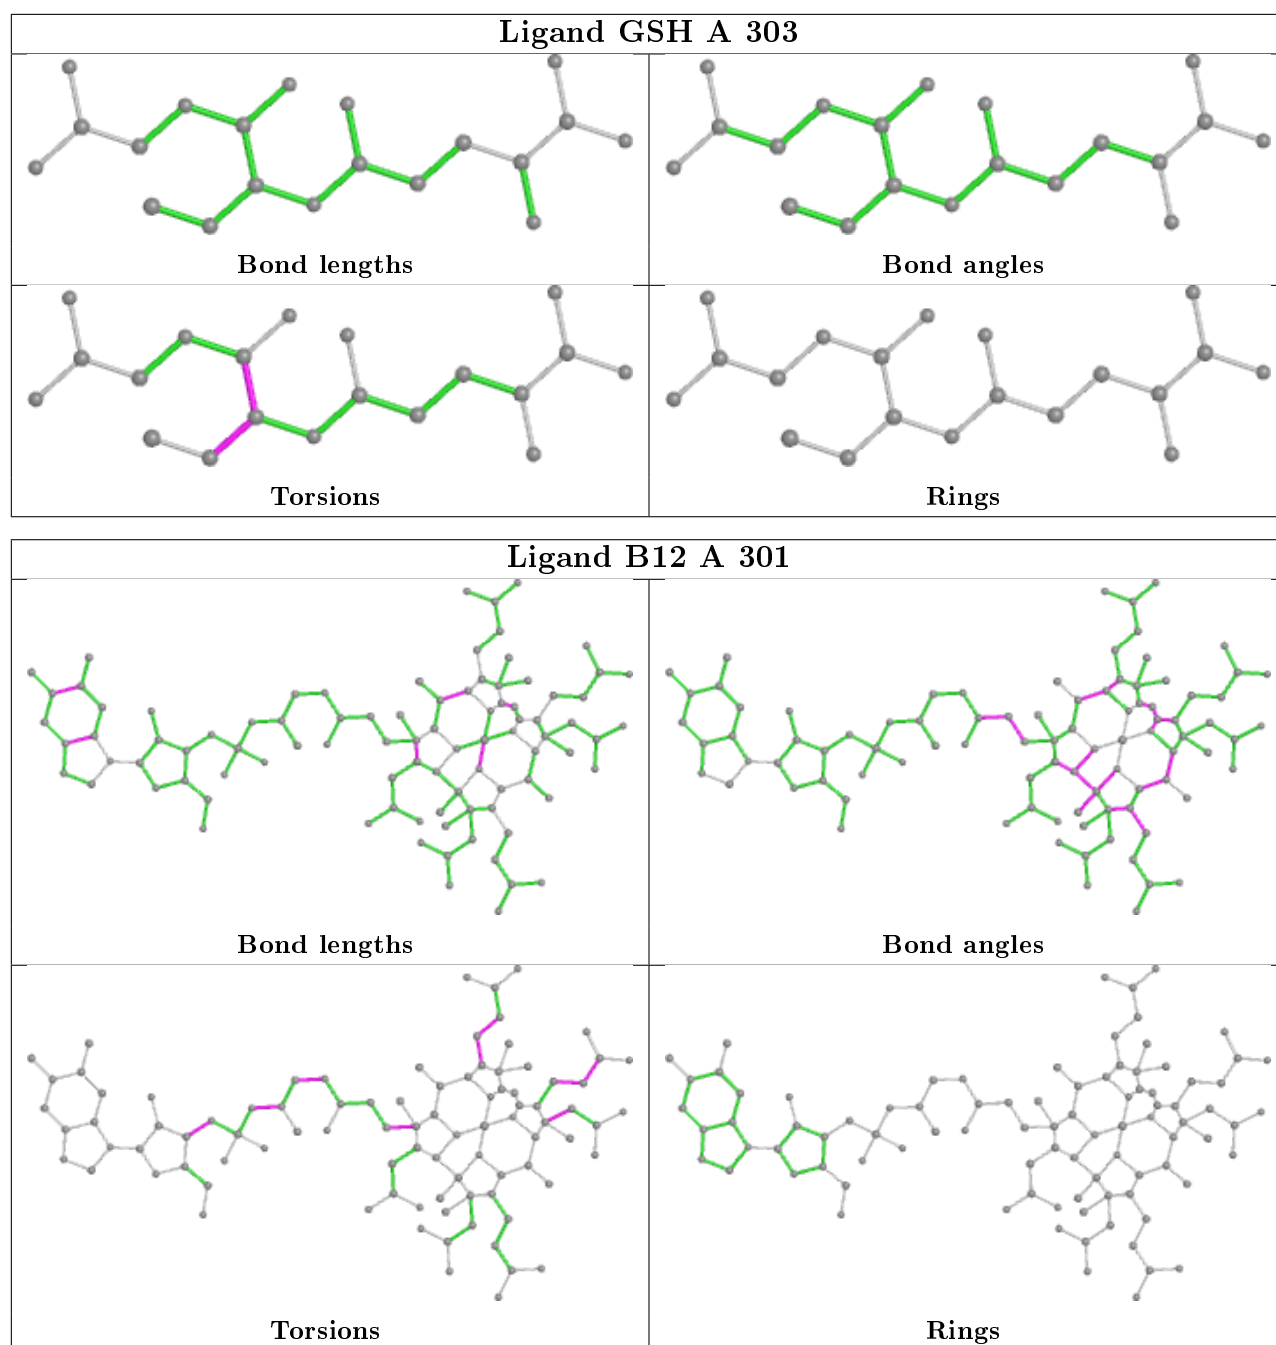 Ligand GSH A 303
Bond lengths
Bond angles
Torsions
Rings
Ligand B12 A 301
Bond lengths
Bond angles
Torsions
Rings